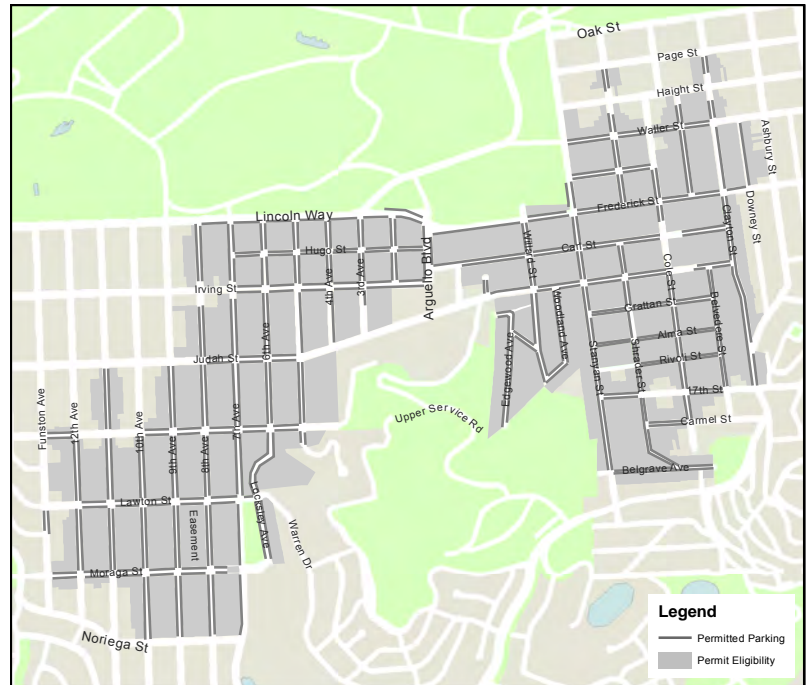 Oak St
Page St
Haight St
Waller St
Ashbury St
Frederick St
Clayton St
Downey St
Lincoln Way
Hugo St
Arguello Blvd
Willard St
Carl St
Cole St
Irving St
4th Ave
3rd Ave
6th Ave
Grattan St
Belvedere St
Woodland Ave
Alma St
Rivoli St
Shrader St
Stanyan St
Edgewood Ave
Judah St
17th St
Upper Service Rd
Carmel St
Funston Ave
12th Ave
10th Ave
9th Ave
8th Ave
7th Ave
Belgrave Ave
Lawton St
Locksley Ave
Easement
Warren Dr
Moraga St
Noriega St
Legend
Permitted Parking
Permit Eligibility